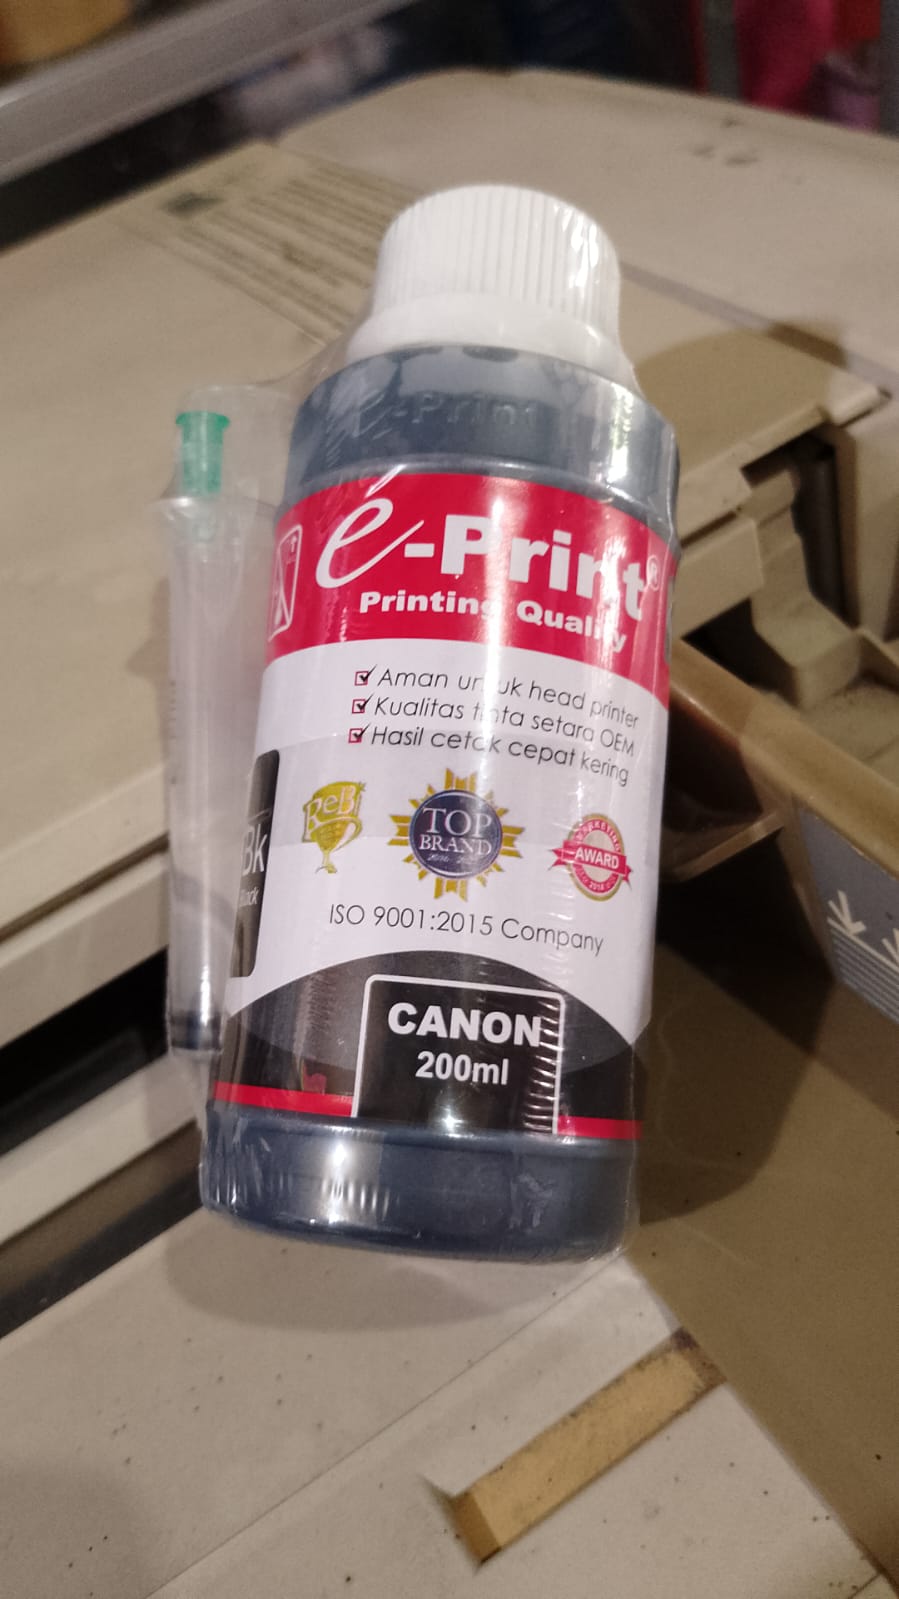 é-Print
é-Print®
Printing Quality
Aman untuk head printer
Kualitas tinta setara OEM
Hasil cetak cepat kering
ReBi
TOP
BRAND
MARKETING
AWARD
ISO 9001:2015 Company
Bk
CANON
200ml